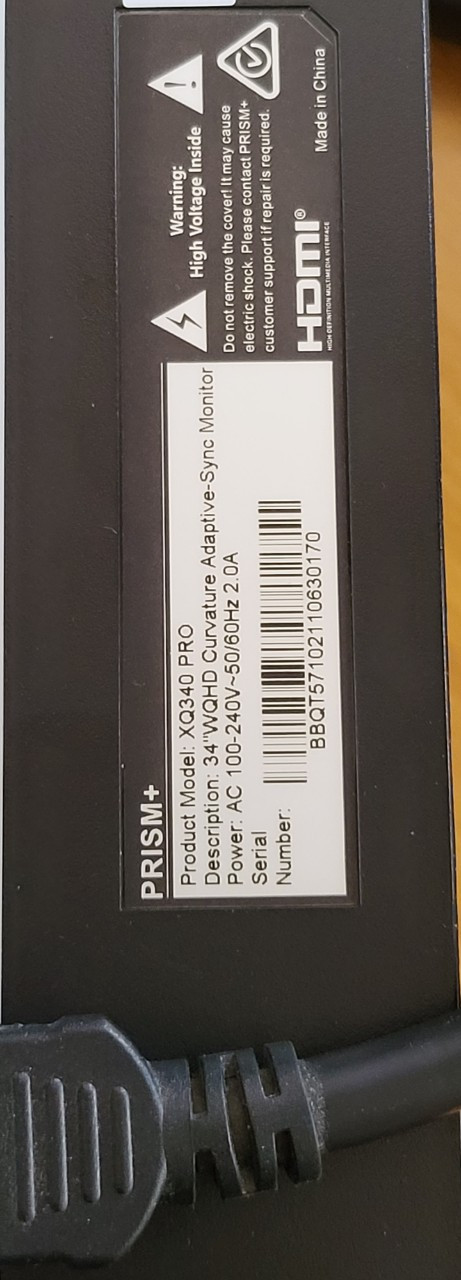 PRISM+
Product Model: XQ340 PRO
Description: 34"WQHD Curvature Adaptive-Sync Monitor
Power: AC 100-240V~50/60Hz 2.0A
Serial
Number:
BBQT57102110630170
Warning:
High Voltage Inside
Do not remove the cover! It may cause
electric shock. Please contact PRISM+
customer support if repair is required.
HDMI®
HIGH-DEFINITION MULTIMEDIA INTERFACE
Made in China